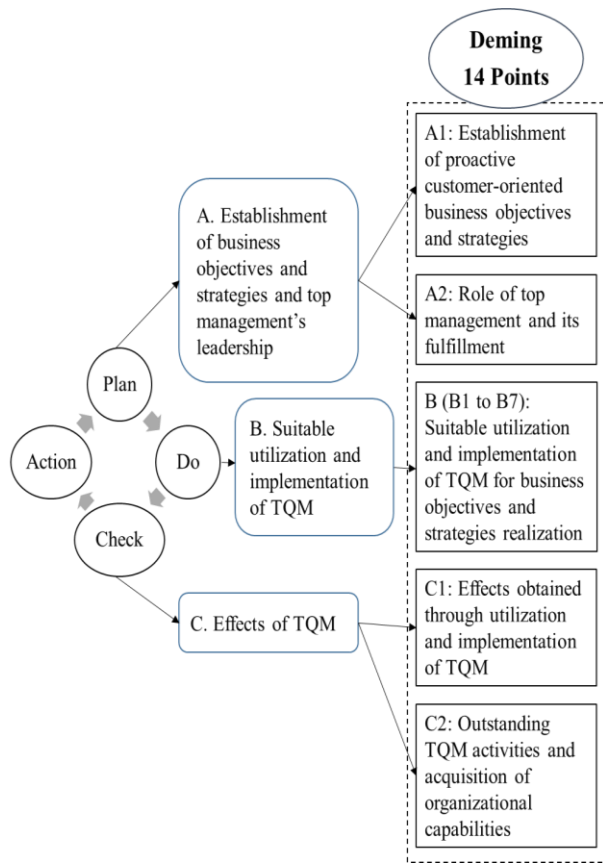 Deming
14 Points
A1: Establishment
of proactive
customer-oriented
business objectives
and strategies
A. Establishment
of business
objectives and
strategies and top
management's
leadership
A2: Role of top
management and its
fulfillment
Plan
Action
Do
Check
B. Suitable
utilization and
implementation
of TQM
B (B1 to B7):
Suitable utilization
and implementation
of TQM for business
objectives and
strategies realization
C. Effects of TQM
C1: Effects obtained
through utilization
and implementation
of TQM
C2: Outstanding
TQM activities and
acquisition of
organizational
capabilities